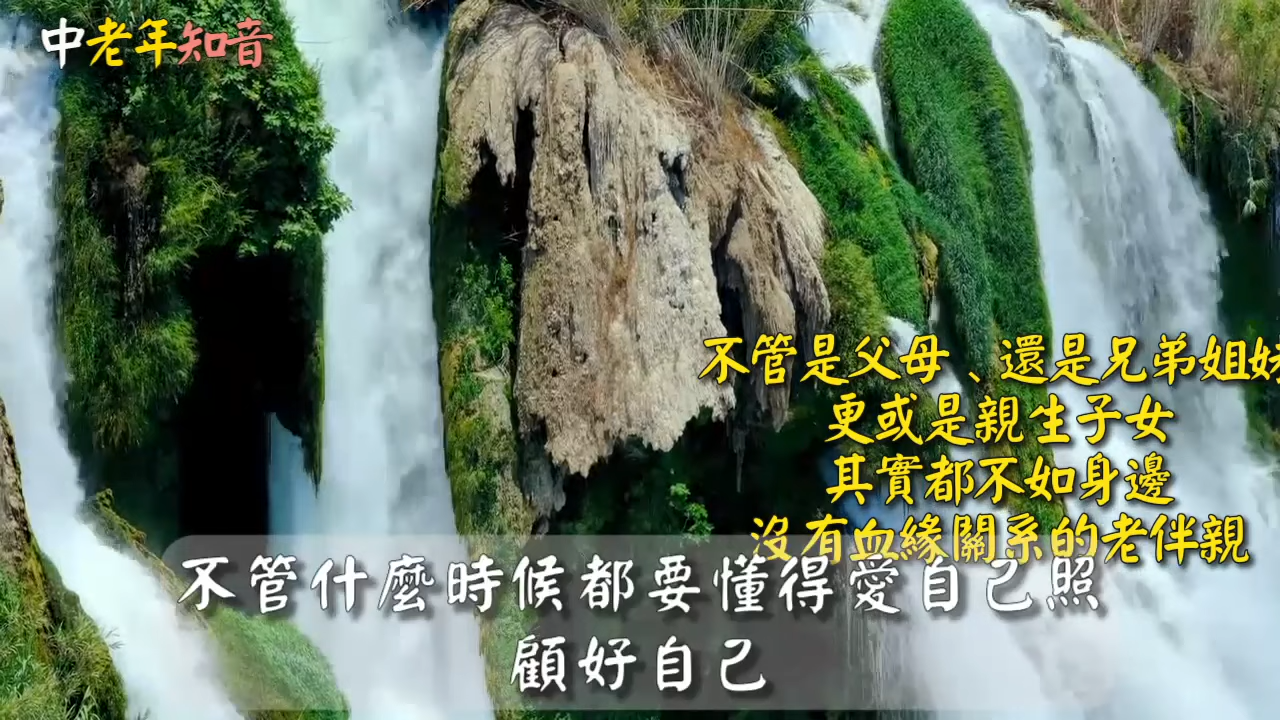 中老年知音
不管是父母、還是兄弟姐妹
更或是親生子女
其實都不如身邊
沒有血緣關系的老伴親
不管什麼時候都要懂得愛自己照
顧好自己